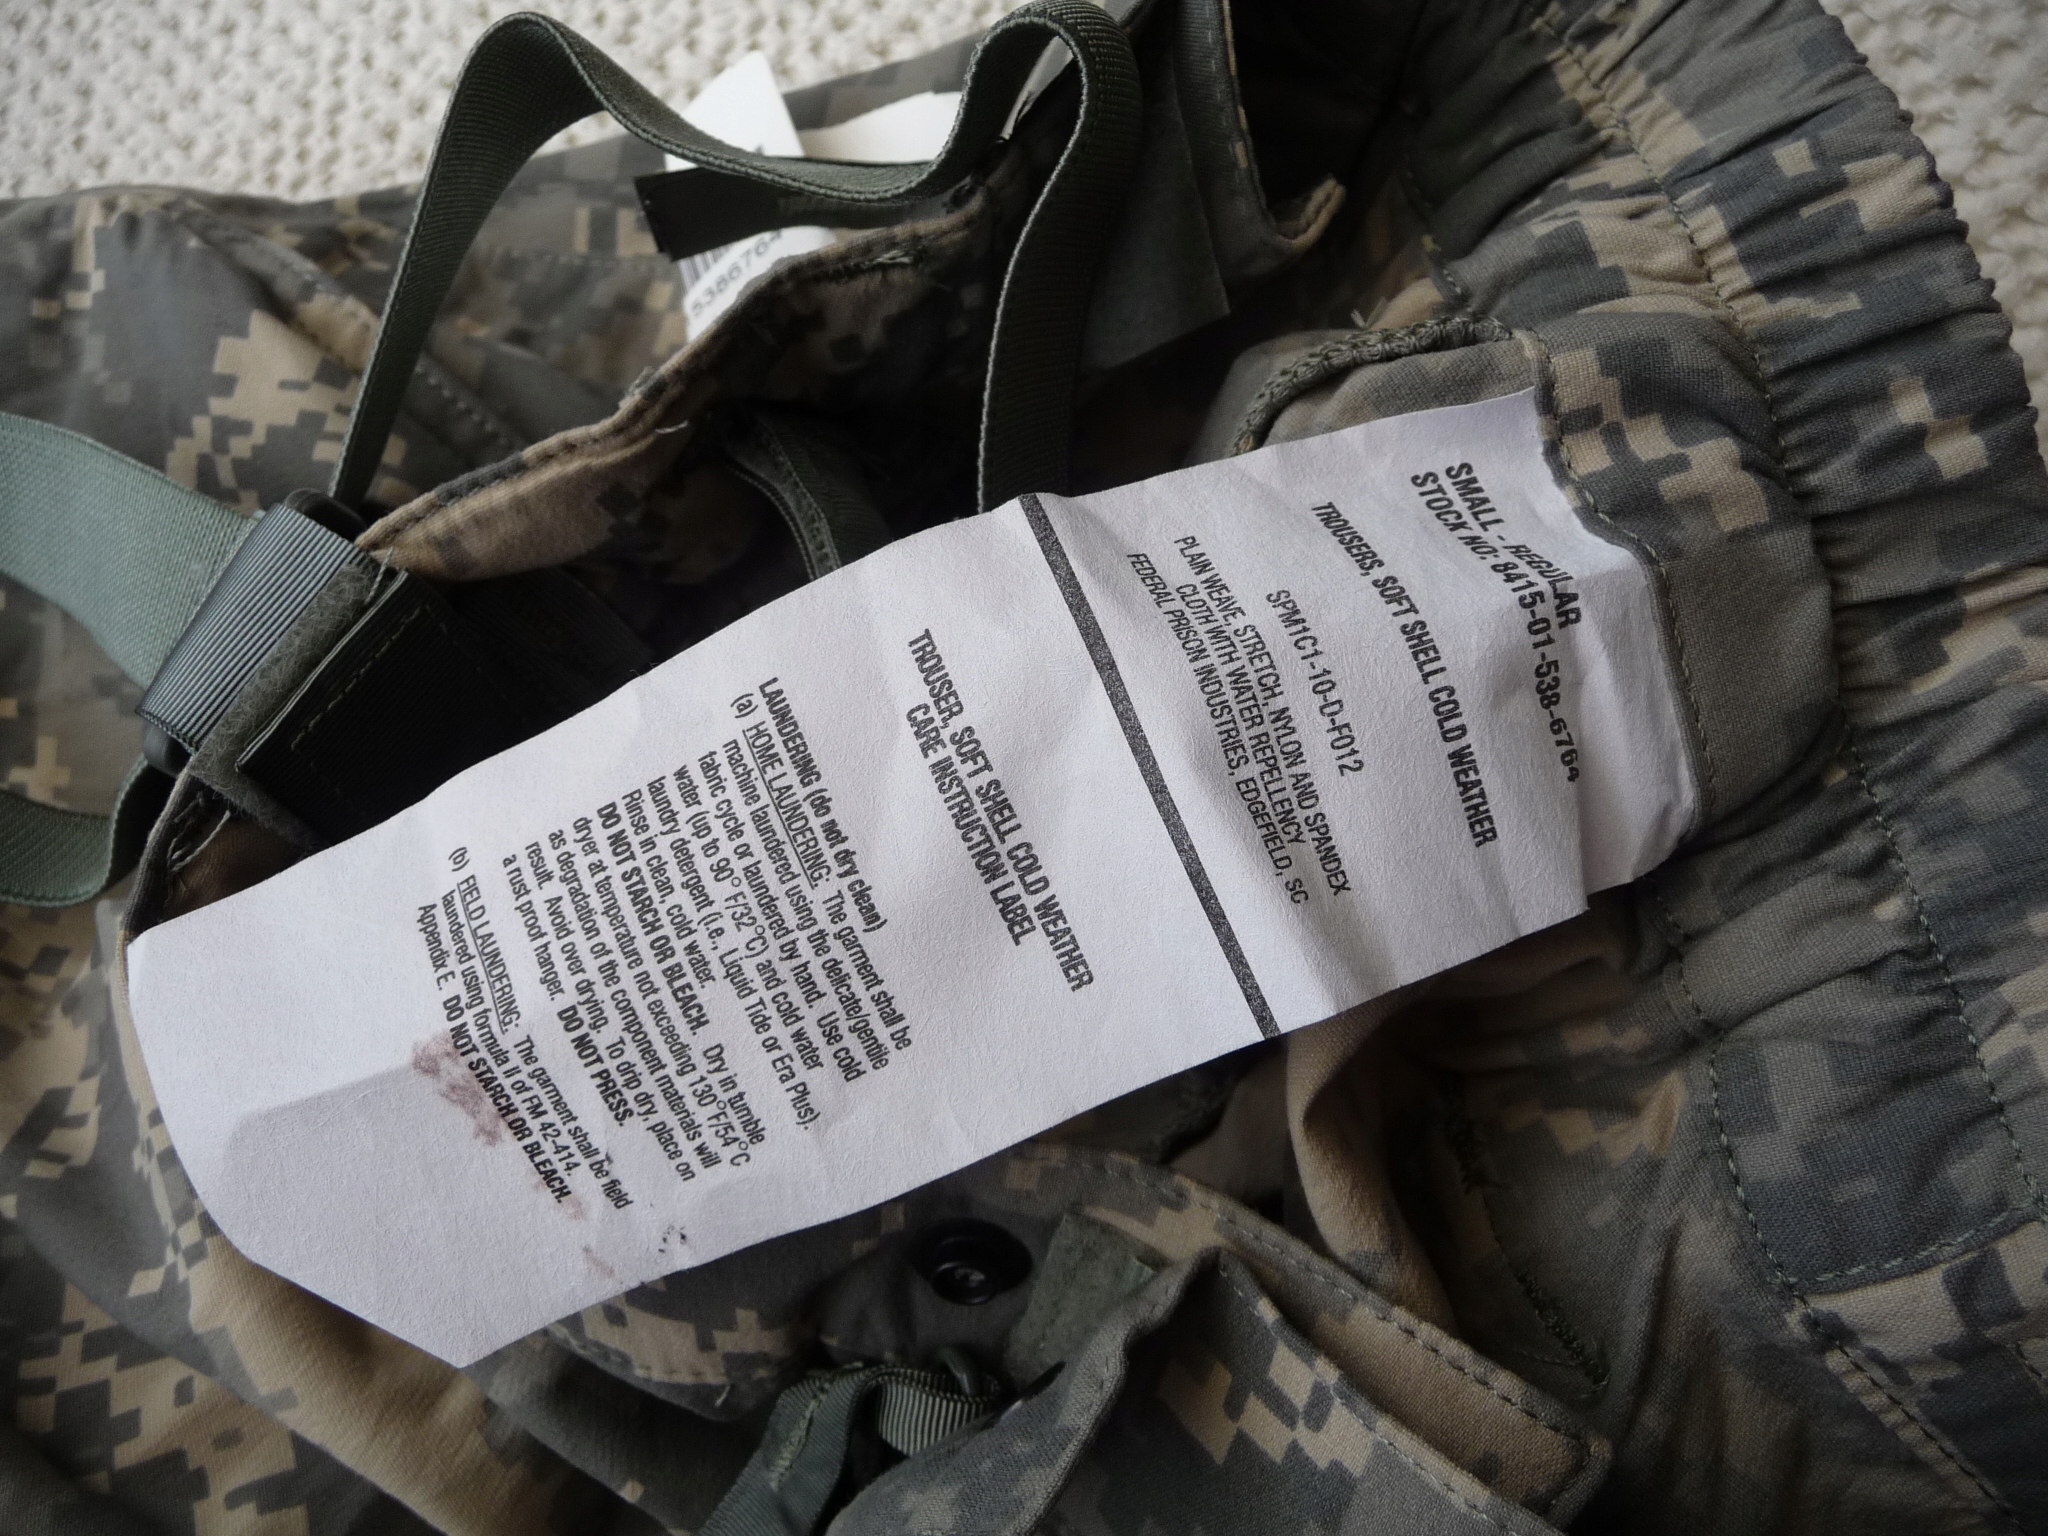 SMALL - REGULAR
STOCK NO: 8415-01-538-6764
TROUSERS, SOFT SHELL COLD WEATHER
SPM1C1-10-D-F012
PLAIN WEAVE, STRETCH, NYLON AND SPANDEX
CLOTH WITH WATER REPELLENCY
FEDERAL PRISON INDUSTRIES, EDGEFIELD, SC
TROUSER, SOFT SHELL COLD WEATHER
CARE INSTRUCTION LABEL
LAUNDERING (do not dry clean)
(a) HOME LAUNDERING: The garment shall be
machine laundered using the delicate/gentile
fabric cycle or laundered by hand. Use cold
water (up to 90°F/32°C) and cold water
laundry detergent (i.e., Liquid Tide or Era Plus).
Rinse in clean, cold water.
DO NOT STARCH OR BLEACH. Dry in tumble
dryer at temperature not exceeding 130°F/54°C
as degradation of the component materials will
result. Avoid over drying. To drip dry, place on
a rust proof hanger. DO NOT PRESS.
(b) FIELD LAUNDERING: The garment shall be field
laundered using formula II of FM 42-414.
Appendix E. DO NOT STARCH OR BLEACH.
5386764